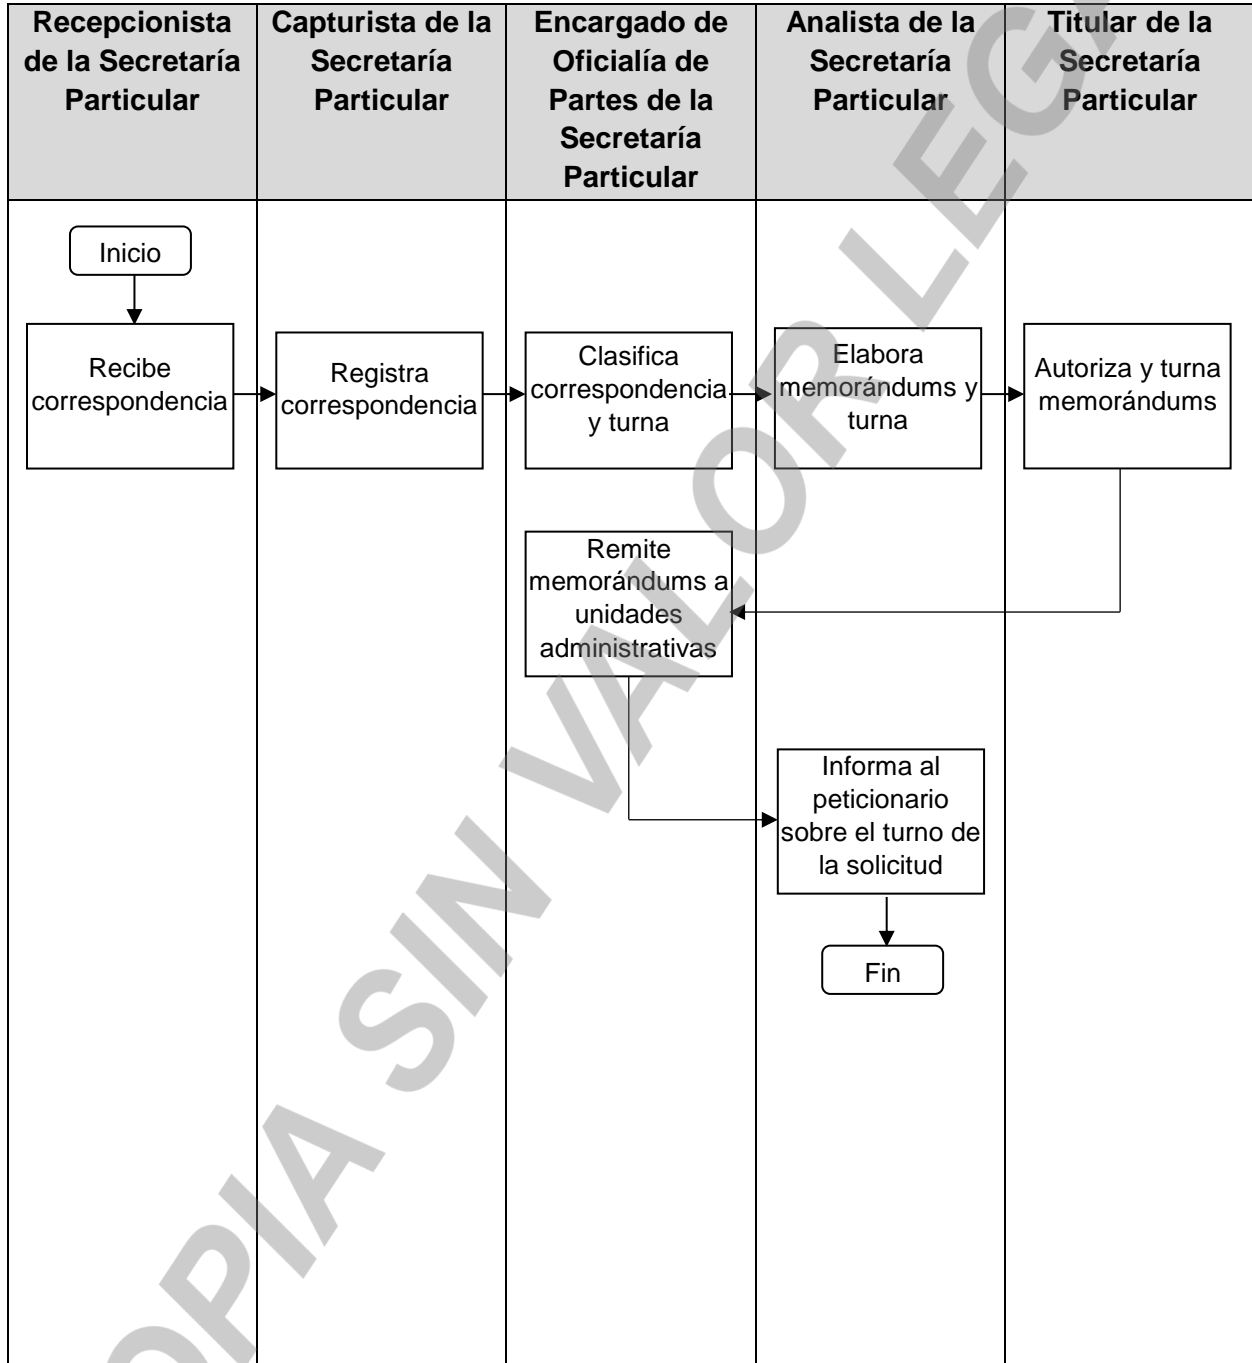 Recepcionista
de la Secretaría
Particular
Capturista de la
Secretaría
Particular
Encargado de
Oficialía de
Partes de la
Secretaría
Particular
Analista de la
Secretaría
Particular
Titular de la
Secretaría
Particular
Inicio
Recibe
correspondencia
Registra
correspondencia
Clasifica
correspondencia
y turna
Elabora
memorándums y
turna
Autoriza y turna
memorándums
Remite
memorándums a
unidades
administrativas
Informa al
peticionario
sobre el turno de
la solicitud
Fin
OPIA SIN VALOR LEGA